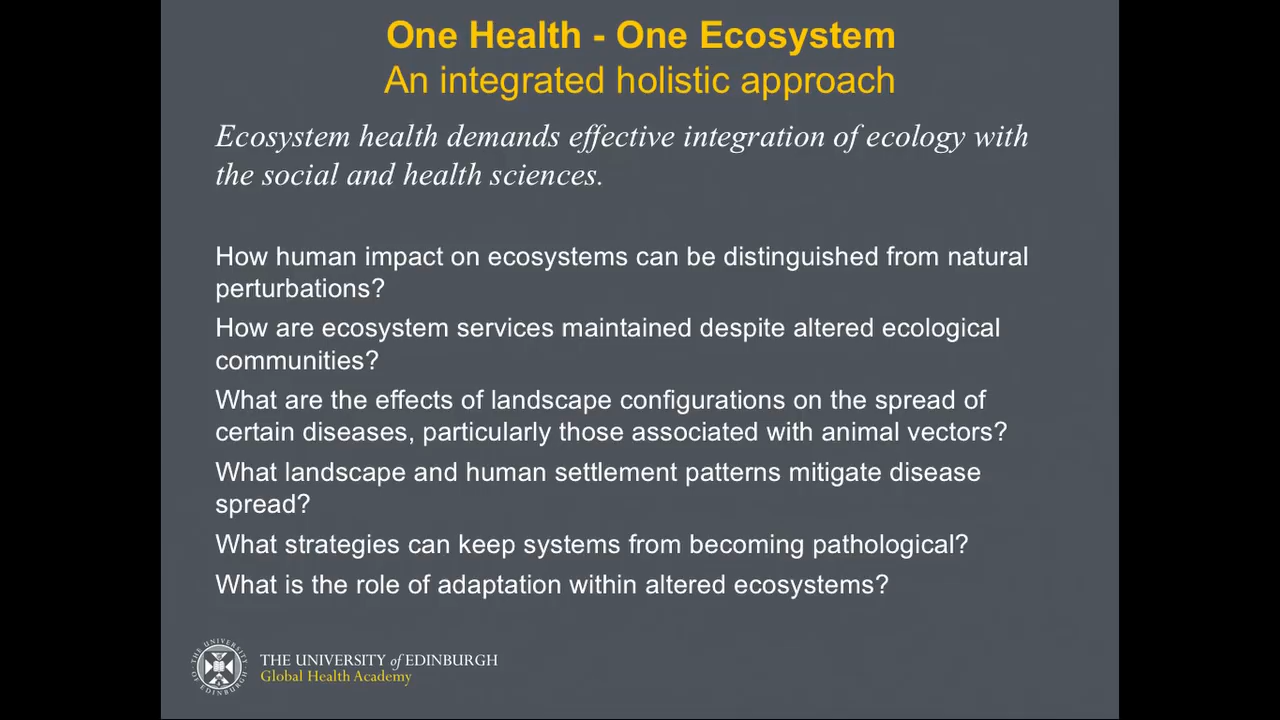 One Health - One Ecosystem
An integrated holistic approach
Ecosystem health demands effective integration of ecology with
the social and health sciences.
How human impact on ecosystems can be distinguished from natural
perturbations?
How are ecosystem services maintained despite altered ecological
communities?
What are the effects of landscape configurations on the spread of
certain diseases, particularly those associated with animal vectors?
What landscape and human settlement patterns mitigate disease
spread?
What strategies can keep systems from becoming pathological?
What is the role of adaptation within altered ecosystems?
THE UNIVERSITY OF EDINBURGH
THE UNIVERSITY of EDINBURGH
Global Health Academy